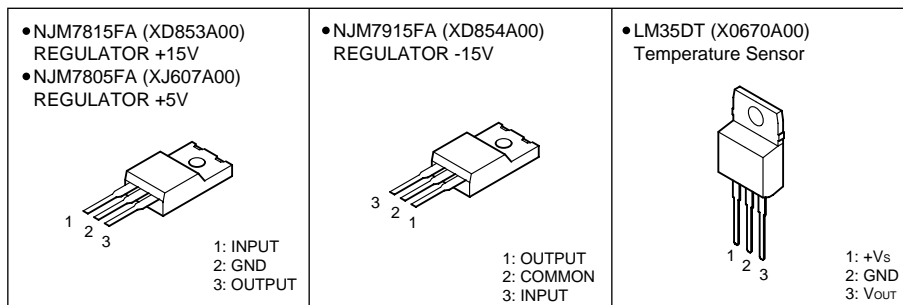 •NJM7815FA (XD853A00)
REGULATOR +15V
•NJM7805FA (XJ607A00)
REGULATOR +5V
1
2
3
1: INPUT
2: GND
3: OUTPUT
•NJM7915FA (XD854A00)
REGULATOR -15V
3
2
1
1: OUTPUT
2: COMMON
3: INPUT
•LM35DT (X0670A00)
Temperature Sensor
1
2
3
1: +Vs
2: GND
3: VOUT